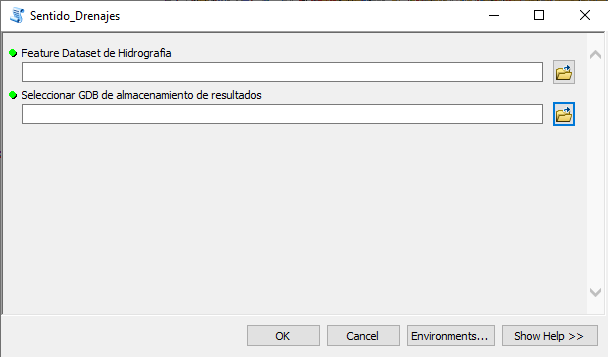 Sentido_Drenajes
Feature Dataset de Hidrografia
Seleccionar GDB de almacenamiento de resultados
OK
Cancel
Environments...
Show Help >>